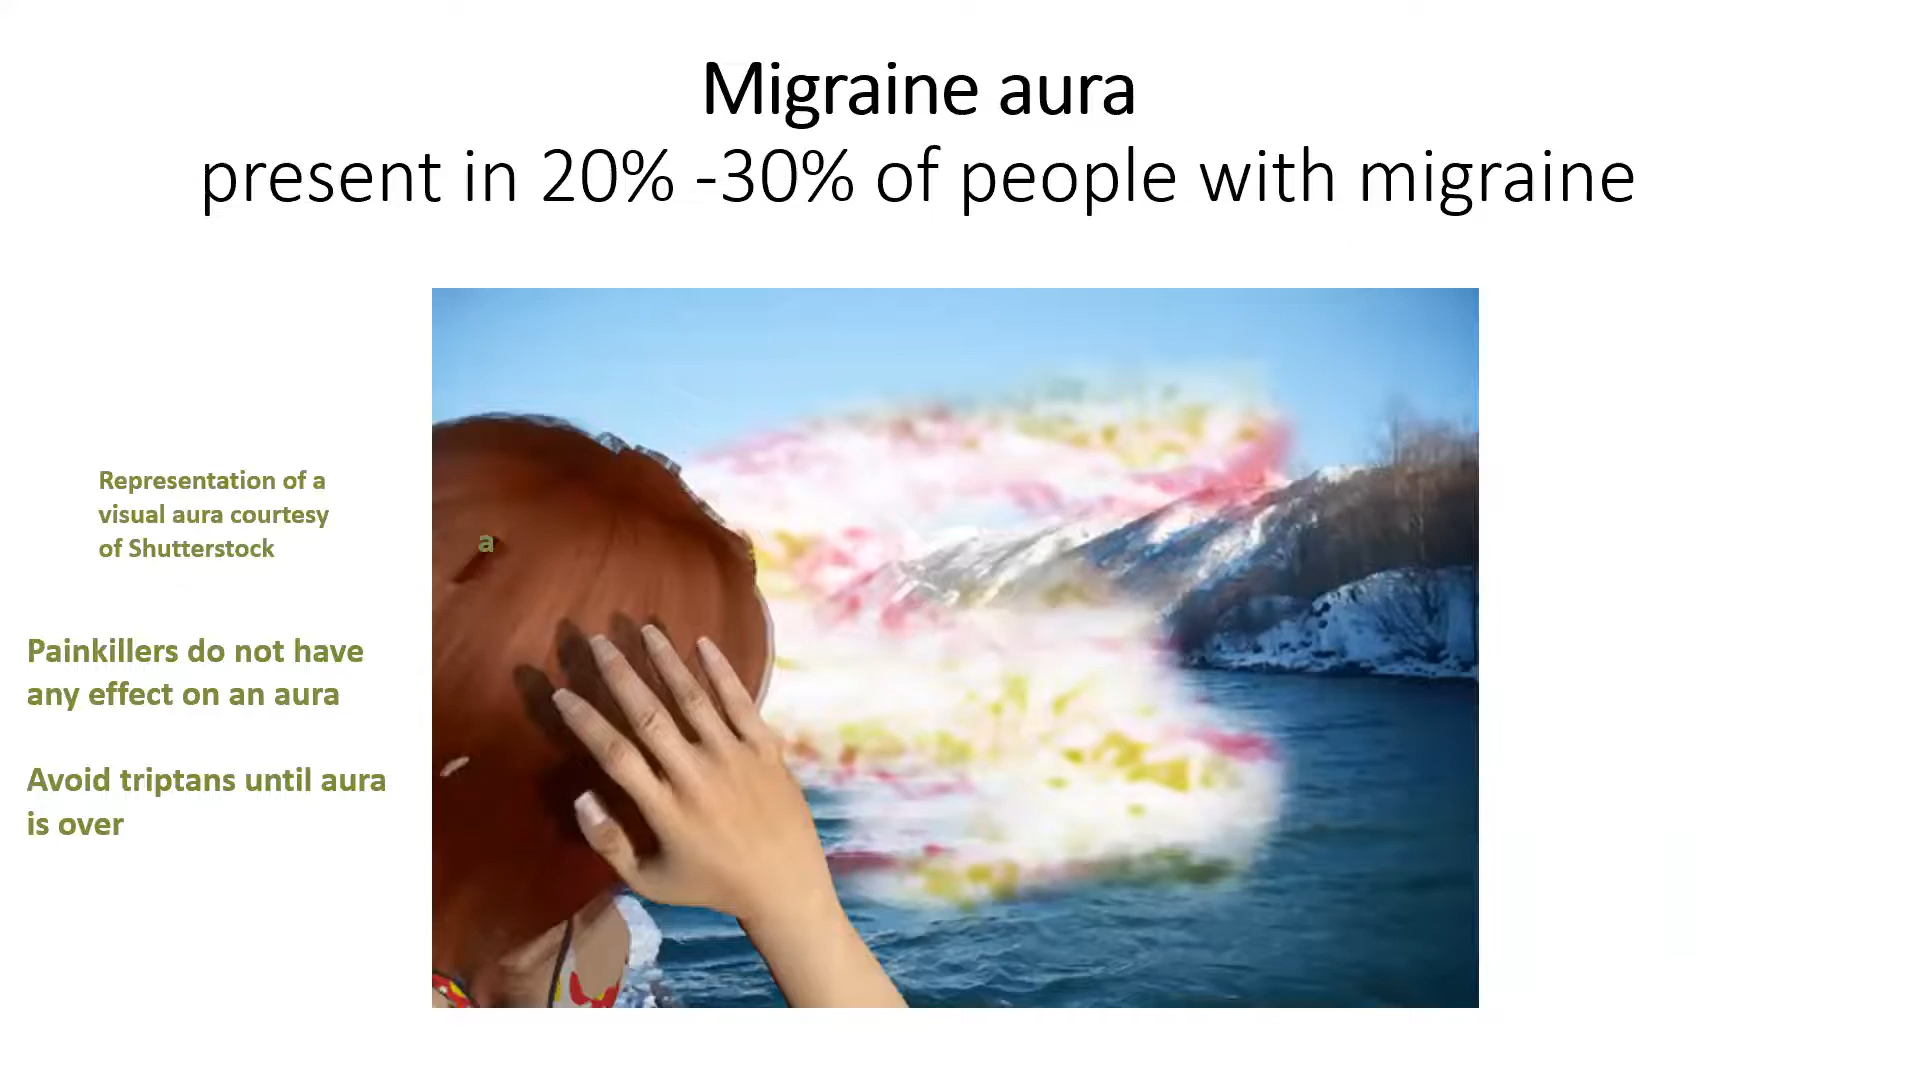 Migraine aura
present in 20% -30% of people with migraine
Representation of a
visual aura courtesy
of Shutterstock
a
Painkillers do not have
any effect on an aura
Avoid triptans until aura
is over